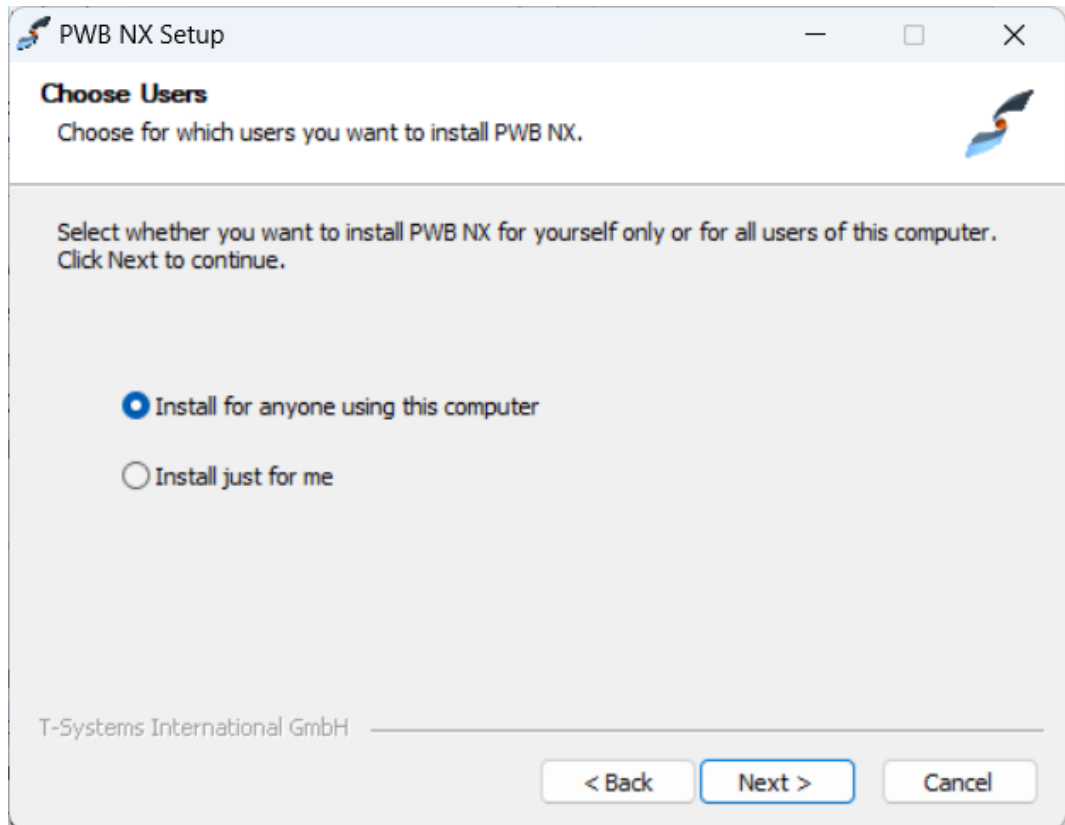 PWB NX Setup
Choose Users
Choose for which users you want to install PWB NX.
Select whether you want to install PWB NX for yourself only or for all users of this computer.
Click Next to continue.
Install for anyone using this computer
Install just for me
T-Systems International GmbH
< Back
Next >
Cancel